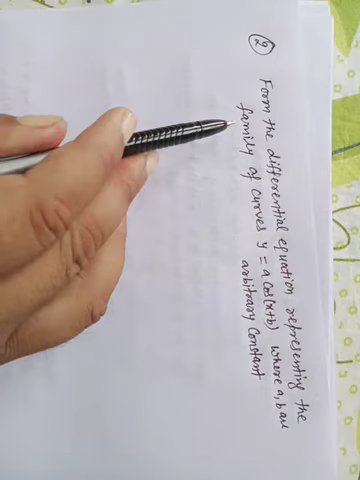 2 Form the differential equation representing the
family of curves y = a cos(x+b) where a, b are
arbitrary constant